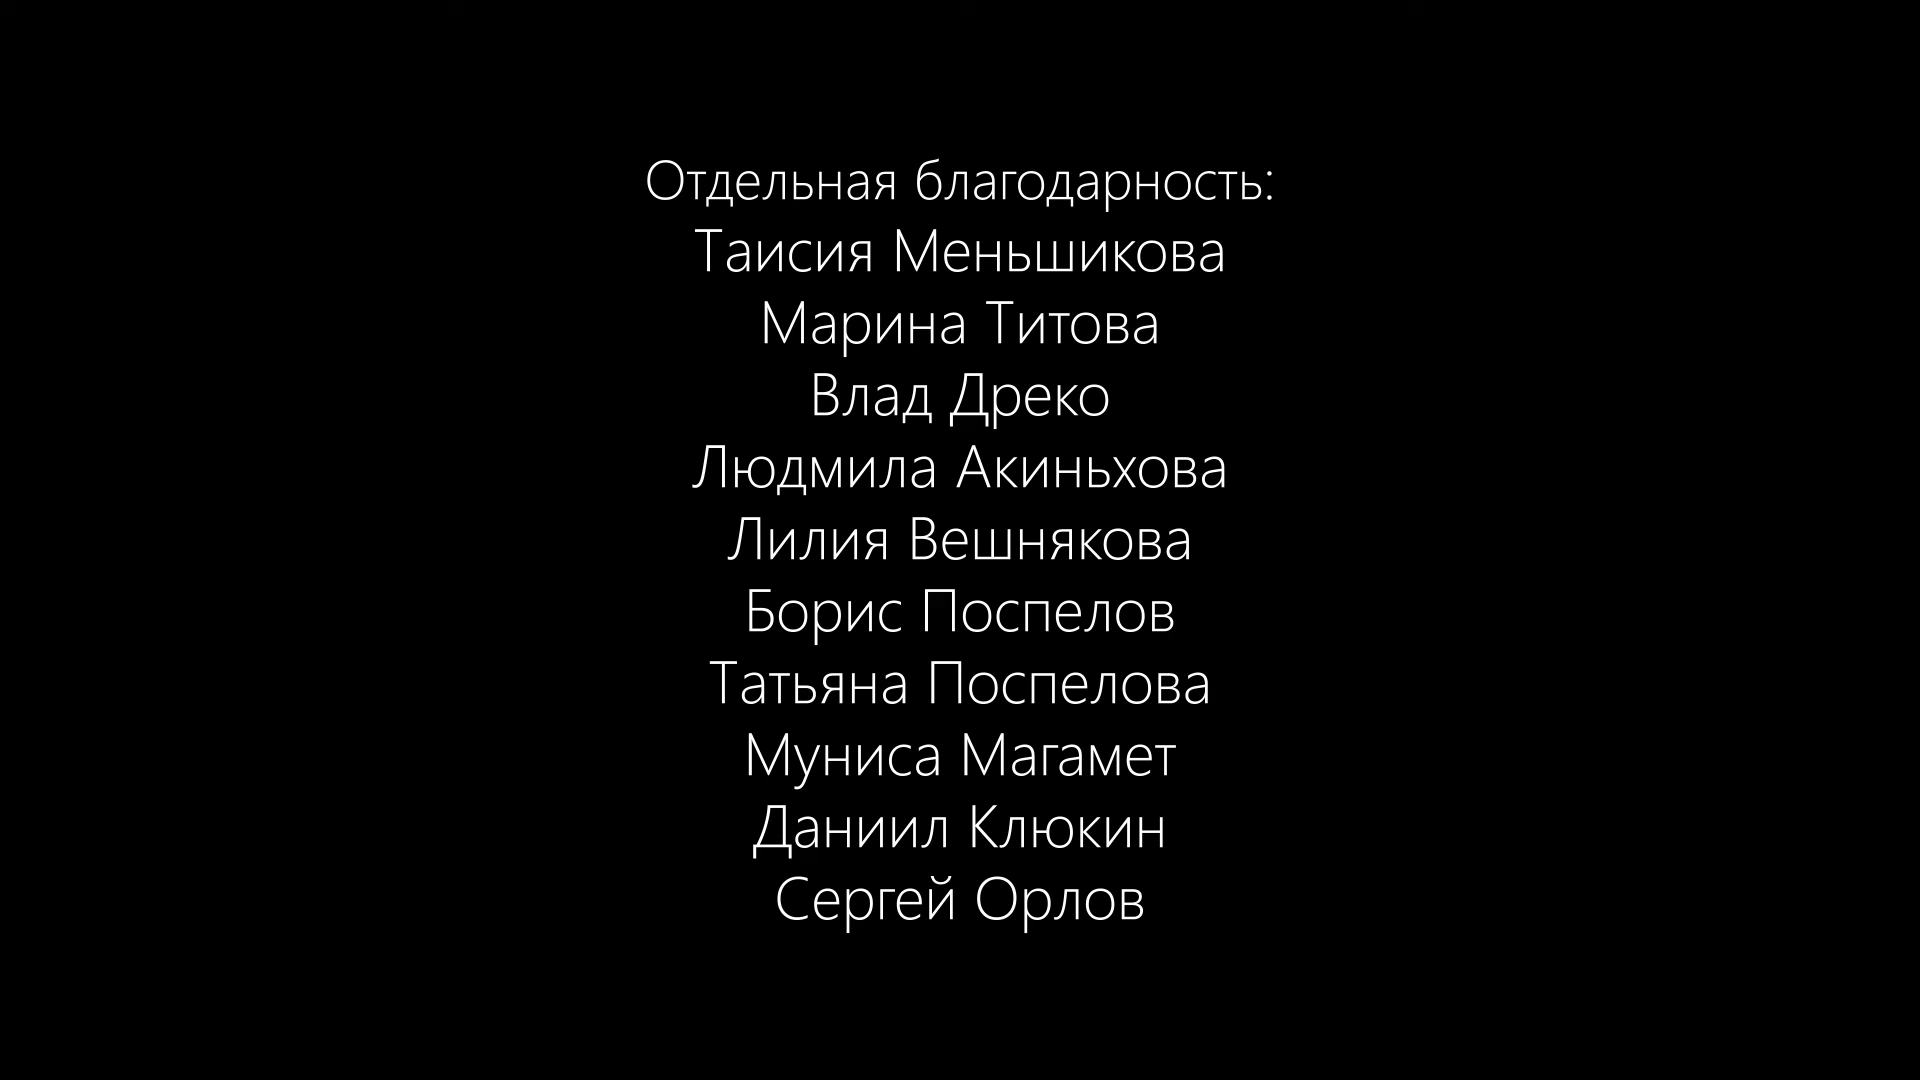 Отдельная благодарность:
Таисия Меньшикова
Марина Титова
Влад Дреко
Людмила Акиньхова
Лилия Вешнякова
Борис Поспелов
Татьяна Поспелова
Муниса Магамет
Даниил Клюкин
Сергей Орлов